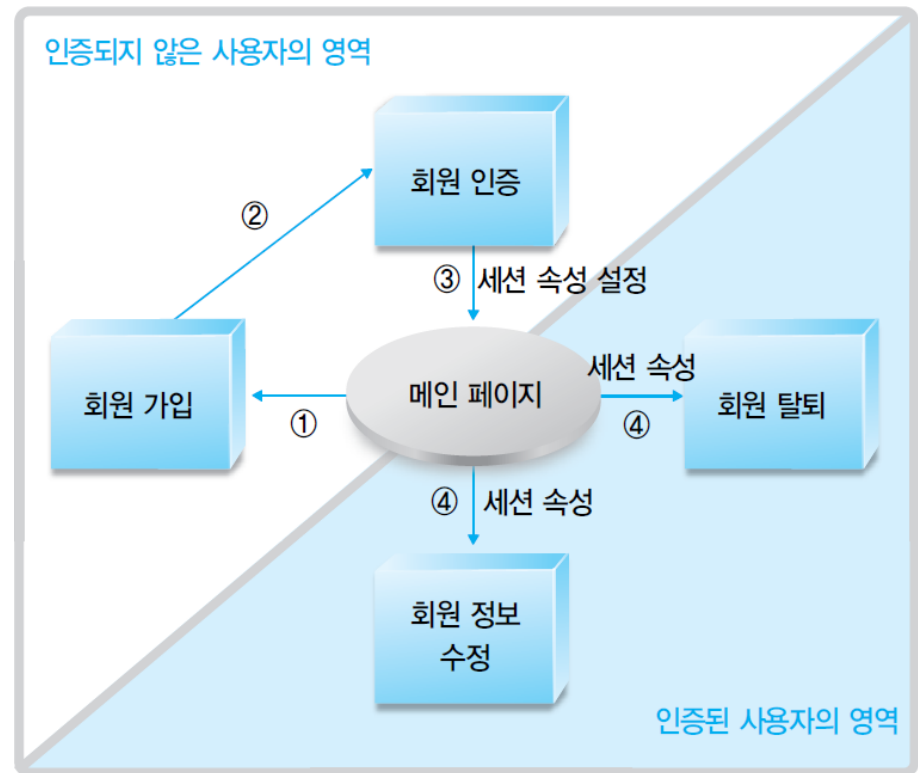 인증되지 않은 사용자의 영역
회원 인증
②
③ 세션 속성 설정
회원 가입
①
메인 페이지
세션 속성
④
회원 탈퇴
④ 세션 속성
회원 정보
수정
인증된 사용자의 영역